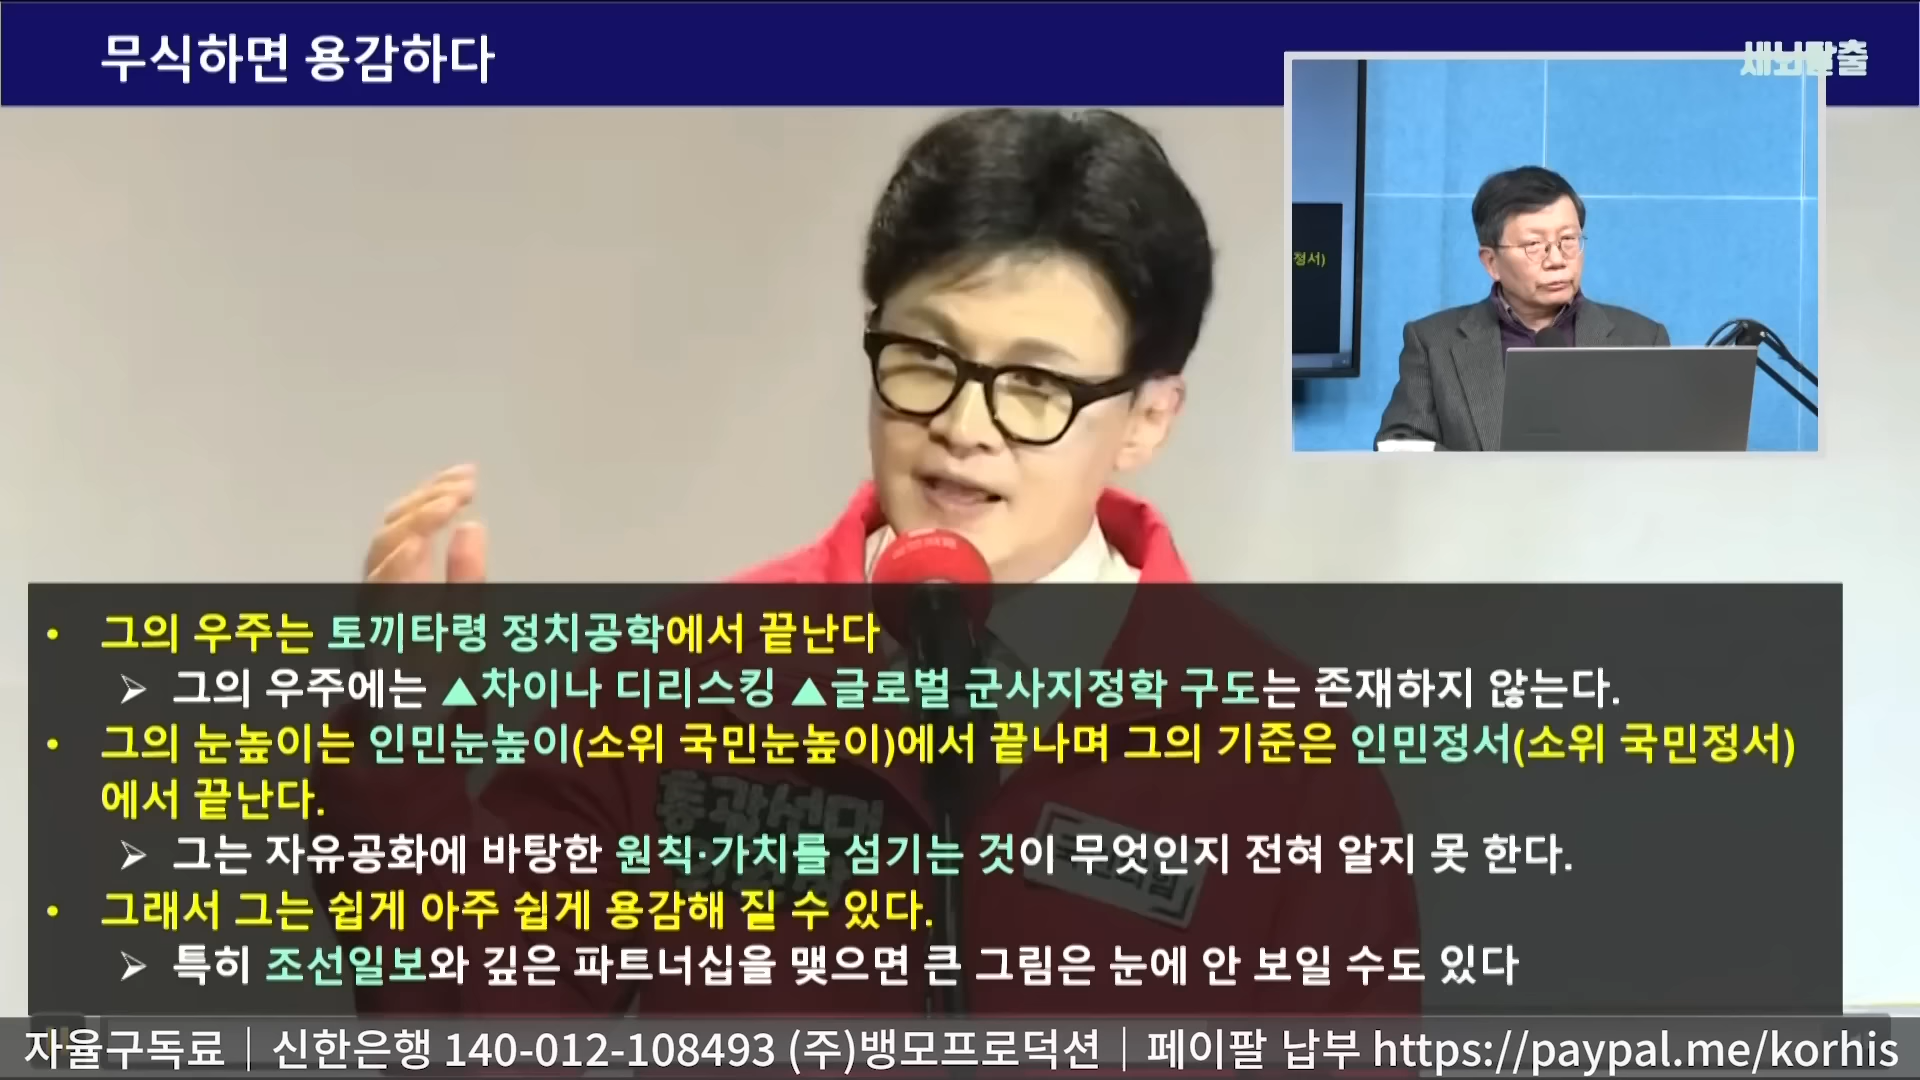 무식하면 용감하다
세뇌탈출
정서)
• 그의 우주는 토끼타령 정치공학에서 끝난다
➢ 그의 우주에는 ▲차이나 디리스킹 ▲글로벌 군사지정학 구도는 존재하지 않는다.
• 그의 눈높이는 인민눈높이(소위 국민눈높이)에서 끝나며 그의 기준은 인민정서(소위 국민정서)
에서 끝난다.
➢ 그는 자유공화에 바탕한 원칙·가치를 섬기는 것이 무엇인지 전혀 알지 못 한다.
• 그래서 그는 쉽게 아주 쉽게 용감해 질 수 있다.
➢ 특히 조선일보와 깊은 파트너십을 맺으면 큰 그림은 눈에 안 보일 수도 있다
자율구독료｜신한은행 140-012-108493 (주)뱅모프로덕션｜페이팔 납부 https://paypal.me/korhis